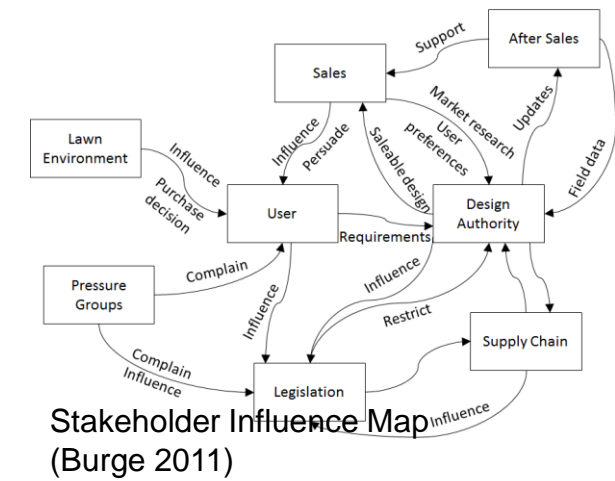 Support
After Sales
Sales
Market research
User
preferences
Updates
Field data
Lawn
Environment
Influence
Purchase
decision
Influence
Persuade
Saleable design
User
Design
Authority
Requirements
Complain
Pressure
Groups
Influence
Influence
Restrict
Complain
Influence
Supply Chain
Legislation
Influence
Stakeholder Influence Map
(Burge 2011)